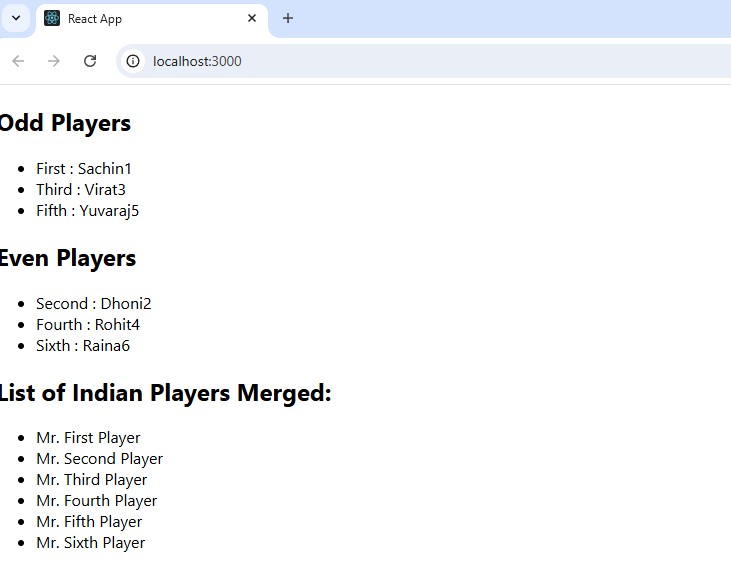 React App
localhost:3000
Odd Players
First : Sachin1
Third : Virat3
Fifth : Yuvaraj5
Even Players
Second : Dhoni2
Fourth : Rohit4
Sixth : Raina6
List of Indian Players Merged:
Mr. First Player
Mr. Second Player
Mr. Third Player
Mr. Fourth Player
Mr. Fifth Player
Mr. Sixth Player